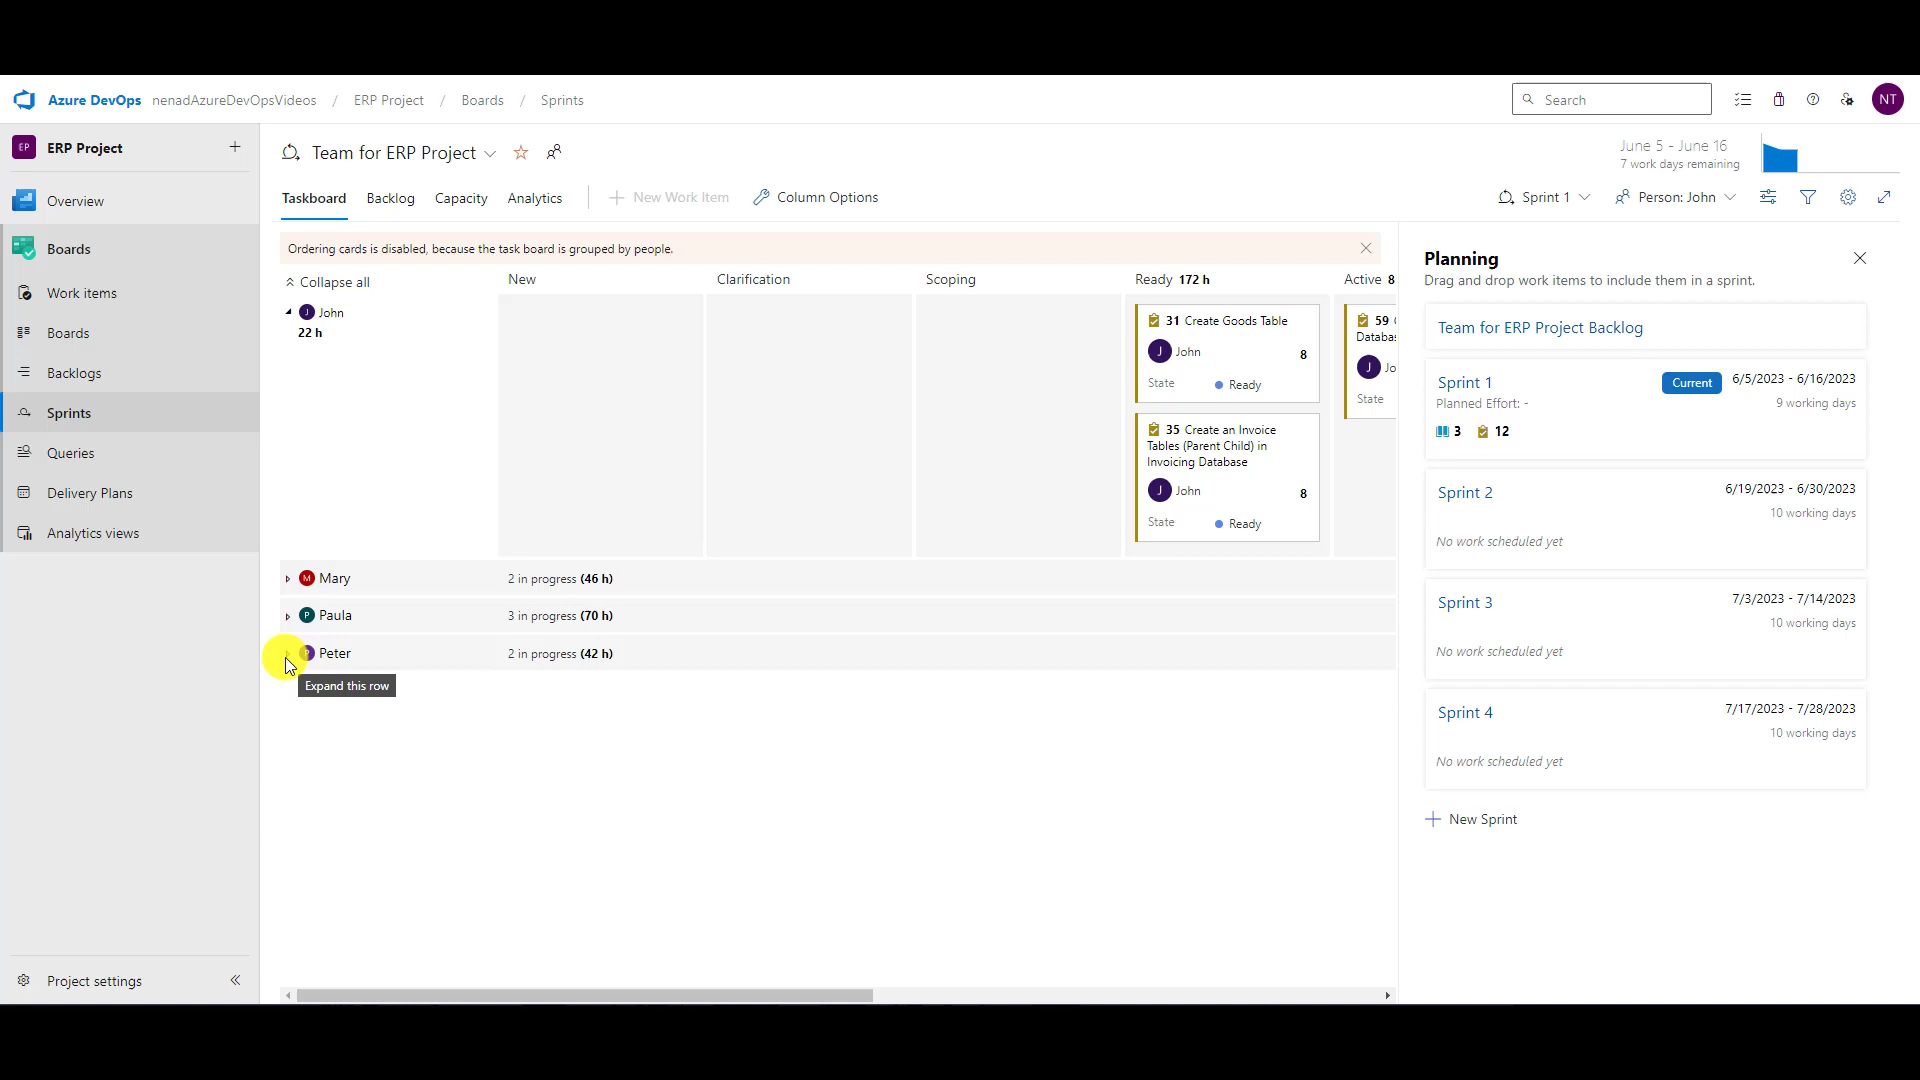 Azure DevOps nenadAzureDevOpsVideos / ERP Project / Boards / Sprints
Search
NT
EP ERP Project
Overview
Boards
Work items
Boards
Backlogs
Sprints
Queries
Delivery Plans
Analytics views
Project settings
Team for ERP Project
June 5 - June 16
7 work days remaining
Taskboard Backlog Capacity Analytics New Work Item Column Options
Sprint 1 Person: John
Ordering cards is disabled, because the task board is grouped by people.
Collapse all New Clarification Scoping Ready 172 h Active 8
J John
22 h
31 Create Goods Table
J John 8
State Ready
35 Create an Invoice
Tables (Parent Child) in
Invoicing Database
J John 8
State Ready
59
Databas
J Jo
State
M Mary 2 in progress (46 h)
P Paula 3 in progress (70 h)
P Peter 2 in progress (42 h)
Expand this row
Planning
Drag and drop work items to include them in a sprint.
Team for ERP Project Backlog
Sprint 1 Current 6/5/2023 - 6/16/2023
Planned Effort: - 9 working days
3 12
Sprint 2 6/19/2023 - 6/30/2023
10 working days
No work scheduled yet
Sprint 3 7/3/2023 - 7/14/2023
10 working days
No work scheduled yet
Sprint 4 7/17/2023 - 7/28/2023
10 working days
No work scheduled yet
New Sprint